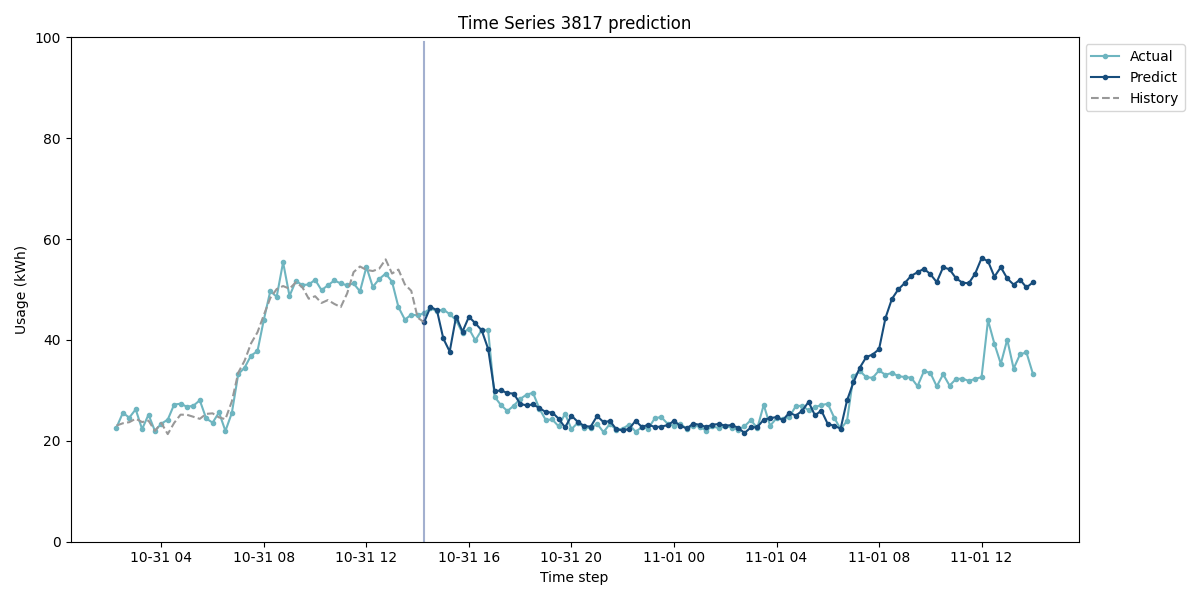 Time Series 3817 prediction
100
80
60
40
20
0
Usage (kWh)
10-31 04
10-31 08
10-31 12
10-31 16
10-31 20
11-01 00
11-01 04
11-01 08
11-01 12
Time step
Actual
Predict
History